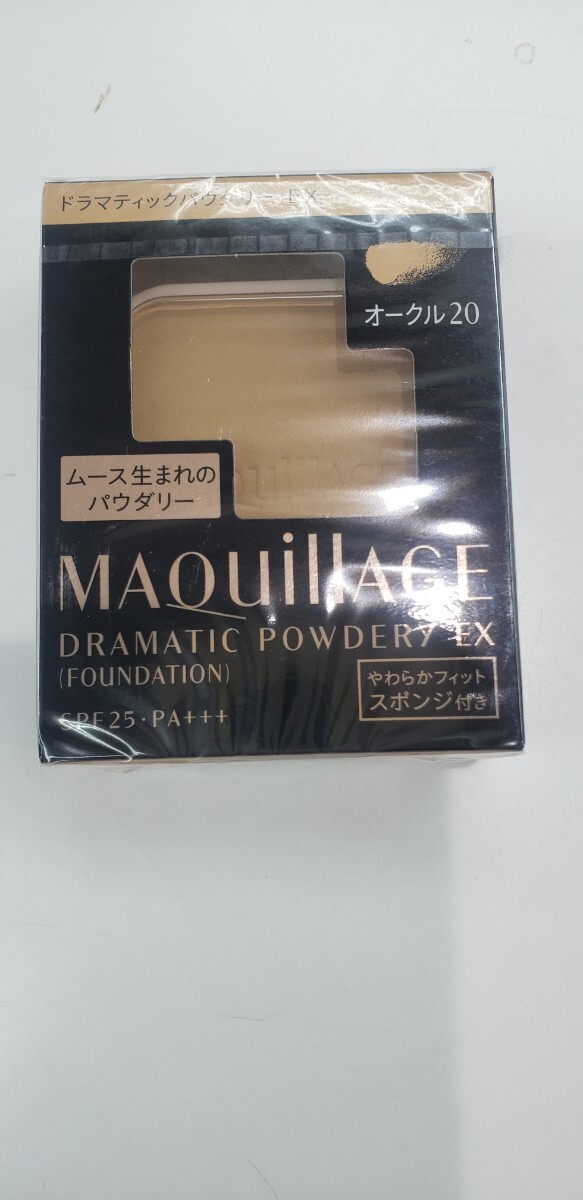 ドラマティックパウダリー EX
オークル20
ムース生まれの
パウダリー
MAQuillAGE
DRAMATIC POWDERY EX
(FOUNDATION)
やわらかフィット
スポンジ付き
SPF25・PA+++